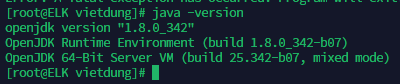 [root@ELK vietdung]# java -version
openjdk version "1.8.0_342"
OpenJDK Runtime Environment (build 1.8.0_342-b07)
OpenJDK 64-Bit Server VM (build 25.342-b07, mixed mode)
[root@ELK vietdung]#